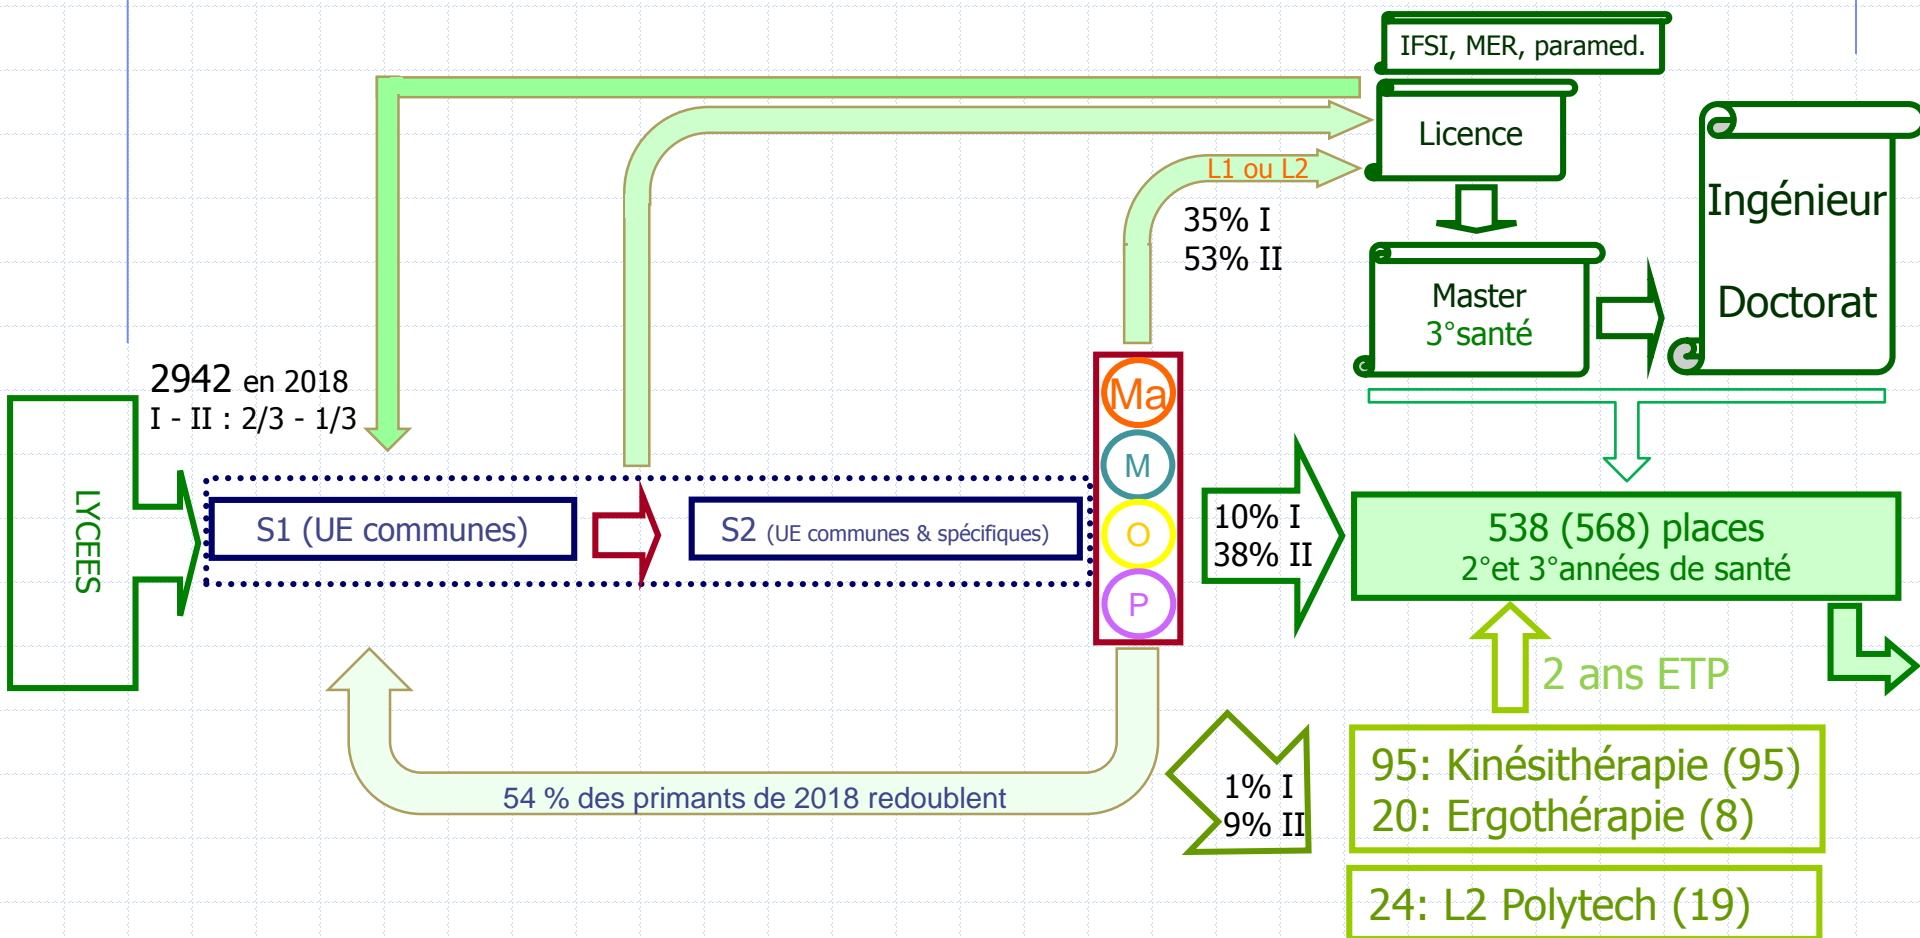 IFSI, MER, paramed.
Licence
L1 ou L2
35% I
53% II
Ingénieur
Doctorat
Master
3°santé
2942 en 2018
I - II : 2/3 - 1/3
LYCEES
S1 (UE communes)
S2 (UE communes & spécifiques)
Ma
M
O
P
10% I
38% II
538 (568) places
2°et 3°années de santé
2 ans ETP
54 % des primants de 2018 redoublent
1% I
9% II
95: Kinésithérapie (95)
20: Ergothérapie (8)
24: L2 Polytech (19)